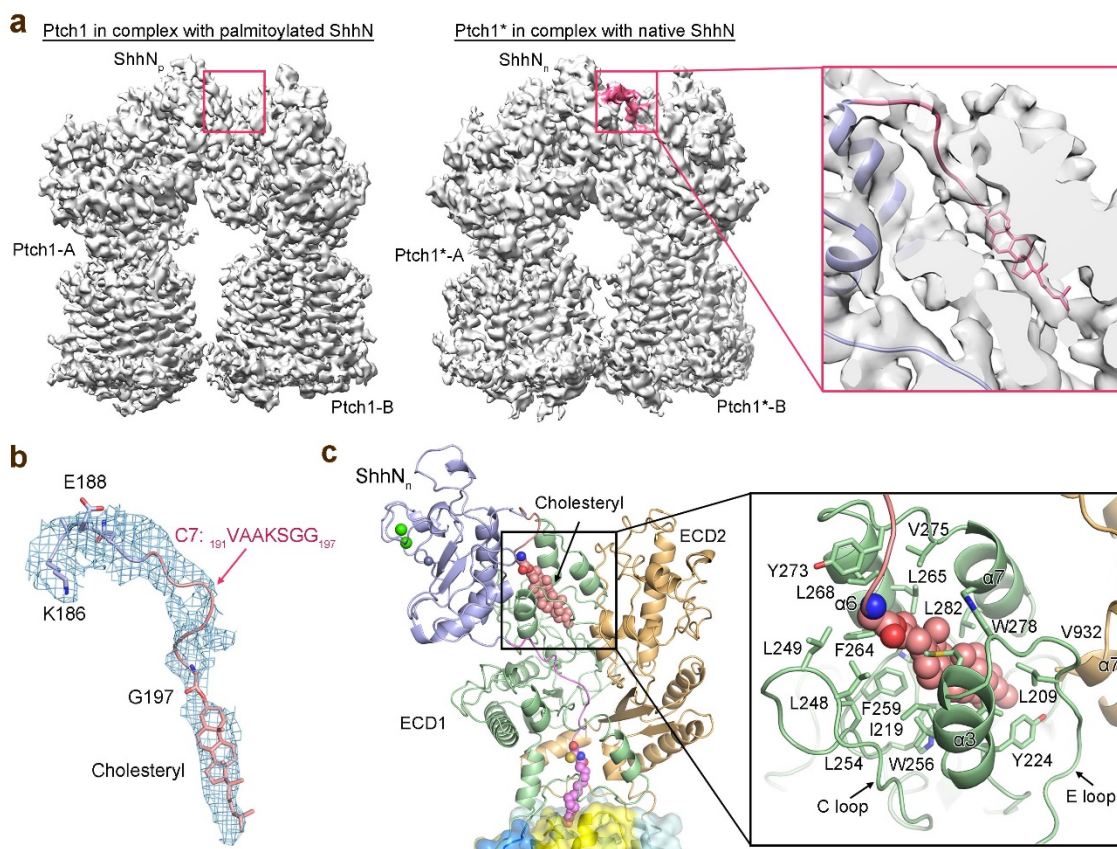 a
Ptch1 in complex with palmitoylated ShhN
Ptch1* in complex with native ShhN
ShhNp
ShhNn
Ptch1-A
Ptch1*-A
Ptch1-B
Ptch1*-B
b
E188
C7: 191VAAKSGG197
K186
G197
Cholesteryl
c
ShhNn
Cholesteryl
ECD2
ECD1
V275
Y273
L265
α7
L268
α6
L282
W278
V932
L249
F264
α7
L248
F259
L209
I219
α3
L254
W256
Y224
C loop
E loop